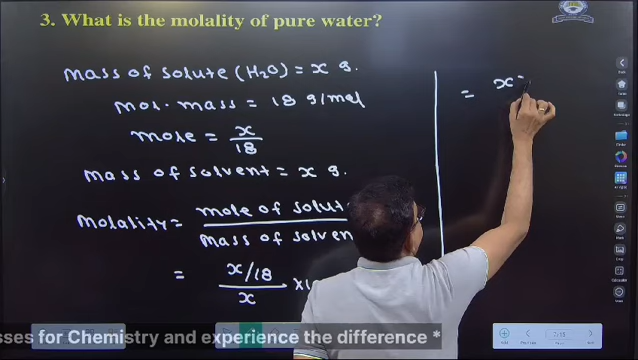 3. What is the molality of pure water?
Mass of solute (H₂O) = x g.
mol. mass = 18 g/mol
mole = x/18
Mass of solvent = x g.
Molality = mole of solut
Mass of solven
= x/18 / x ×1
= x
sses for Chemistry and experience the difference *